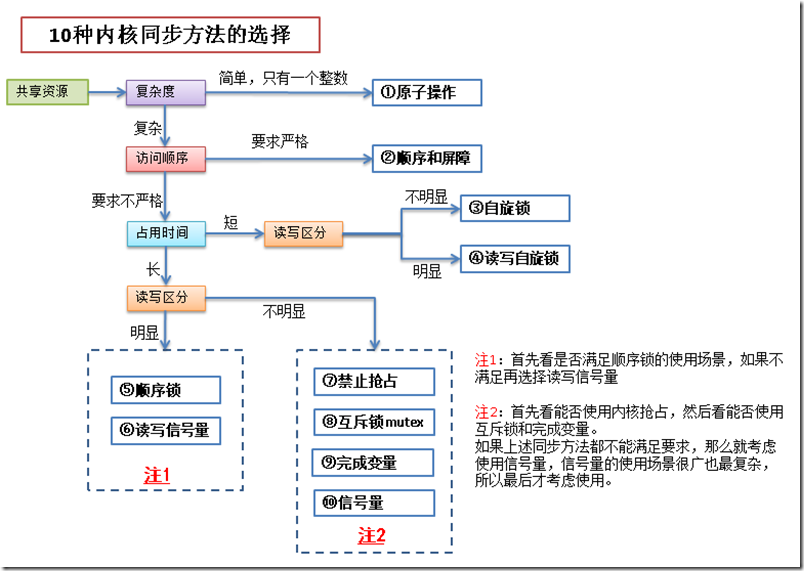 10种内核同步方法的选择
共享资源
复杂度
简单，只有一个整数
①原子操作
复杂
访问顺序
要求严格
②顺序和屏障
要求不严格
占用时间
短
读写区分
不明显
③自旋锁
明显
④读写自旋锁
长
读写区分
不明显
明显
⑤顺序锁
⑥读写信号量
注1
⑦禁止抢占
⑧互斥锁mutex
⑨完成变量
⑩信号量
注2
注1：首先看是否满足顺序锁的使用场景，如果不
满足再选择读写信号量
注2：首先看能否使用内核抢占，然后看能否使用
互斥锁和完成变量。
如果上述同步方法都不能满足要求，那么就考虑
使用信号量，信号量的使用场景很广也最复杂，
所以最后才考虑使用。